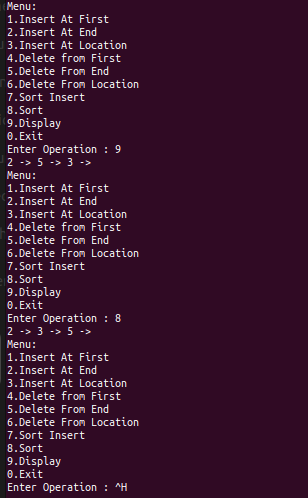 Menu:
1.Insert At First
2.Insert At End
3.Insert At Location
4.Delete from First
5.Delete From End
6.Delete From Location
7.Sort Insert
8.Sort
9.Display
0.Exit
Enter Operation : 9
2 -> 5 -> 3 ->
Menu:
1.Insert At First
2.Insert At End
3.Insert At Location
4.Delete from First
5.Delete From End
6.Delete From Location
7.Sort Insert
8.Sort
9.Display
0.Exit
Enter Operation : 8
2 -> 3 -> 5 ->
Menu:
1.Insert At First
2.Insert At End
3.Insert At Location
4.Delete from First
5.Delete From End
6.Delete From Location
7.Sort Insert
8.Sort
9.Display
0.Exit
Enter Operation : ^H